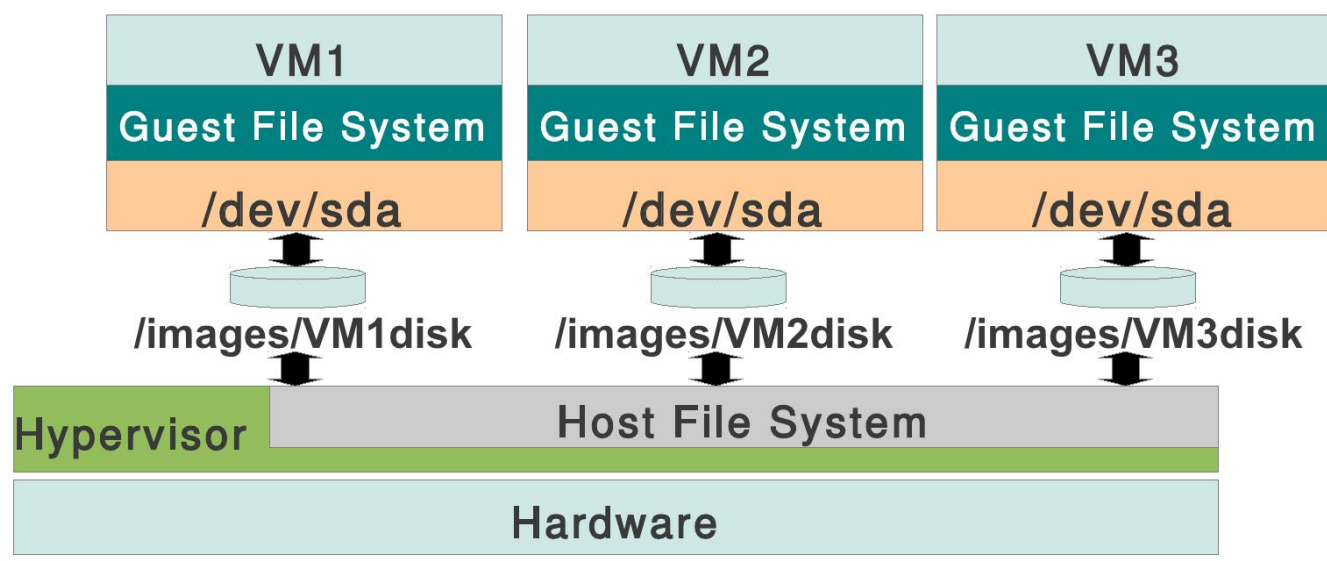 VM1
VM2
VM3
Guest File System
Guest File System
Guest File System
/dev/sda
/dev/sda
/dev/sda
/images/VM1disk
/images/VM2disk
/images/VM3disk
Hypervisor
Host File System
Hardware